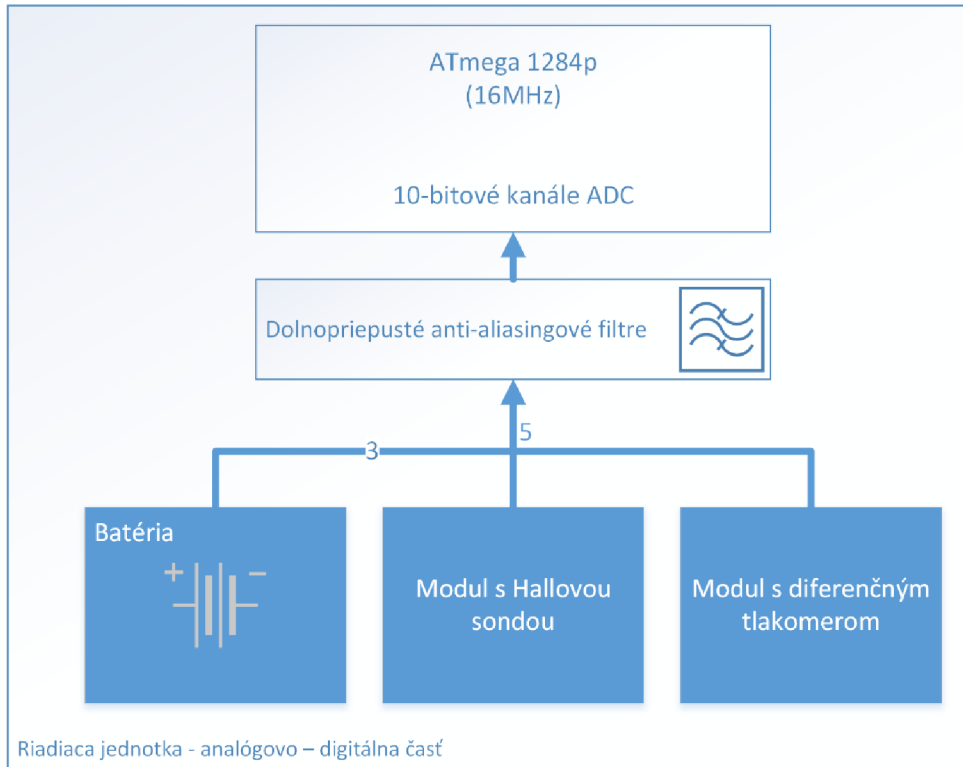 ATmega 1284p
(16MHz)
10-bitové kanále ADC
Dolnopriepusté anti-aliasingové filtre
5
3
Batéria
+ –
Modul s Hallovou
sondou
Modul s diferenčným
tlakomerom
Riadiaca jednotka - analógovo – digitálna časť